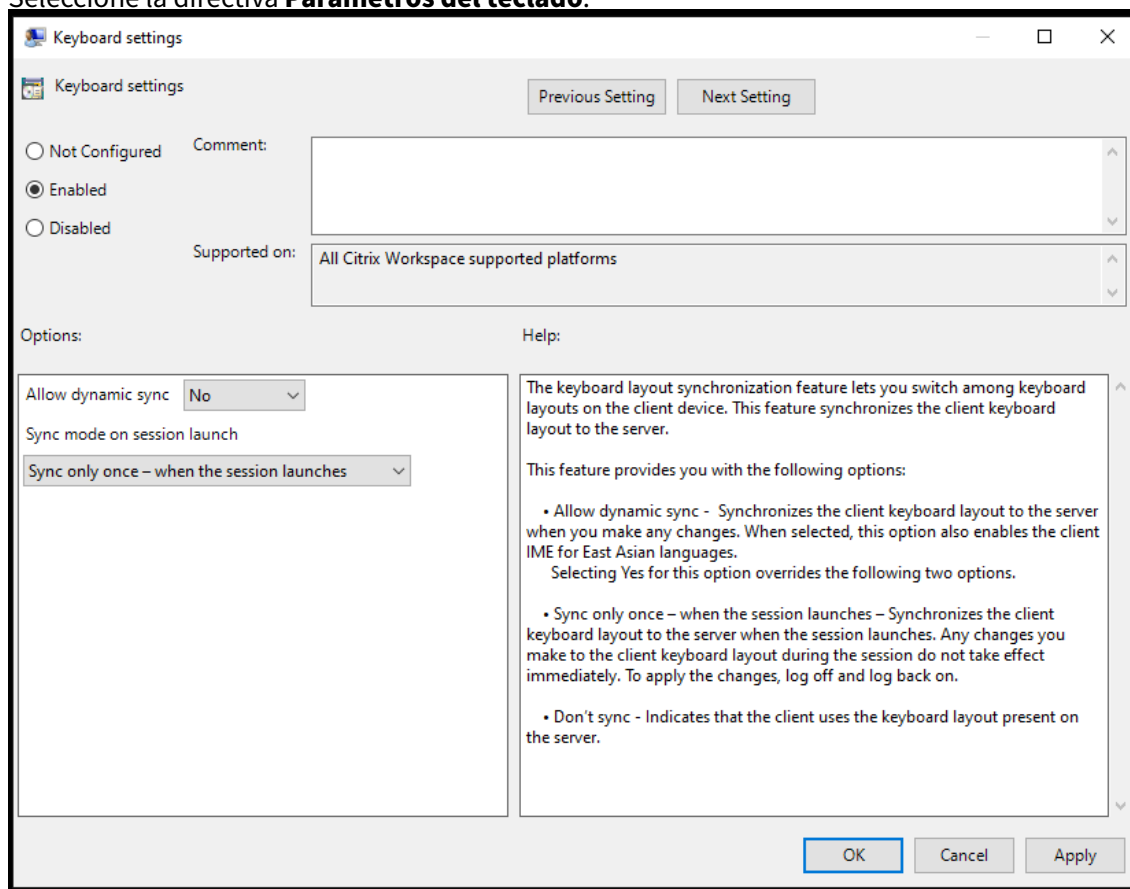 Seleccione la directiva Parámetros del teclado.
Keyboard settings
Keyboard settings
Previous Setting
Next Setting
Not Configured
Comment:
Enabled
Disabled
Supported on:
All Citrix Workspace supported platforms
Options:
Help:
Allow dynamic sync
No
Sync mode on session launch
Sync only once – when the session launches
The keyboard layout synchronization feature lets you switch among keyboard
layouts on the client device. This feature synchronizes the client keyboard
layout to the server.
This feature provides you with the following options:
• Allow dynamic sync - Synchronizes the client keyboard layout to the server
when you make any changes. When selected, this option also enables the client
IME for East Asian languages.
Selecting Yes for this option overrides the following two options.
• Sync only once – when the session launches – Synchronizes the client
keyboard layout to the server when the session launches. Any changes you
make to the client keyboard layout during the session do not take effect
immediately. To apply the changes, log off and log back on.
• Don't sync - Indicates that the client uses the keyboard layout present on
the server.
OK
Cancel
Apply